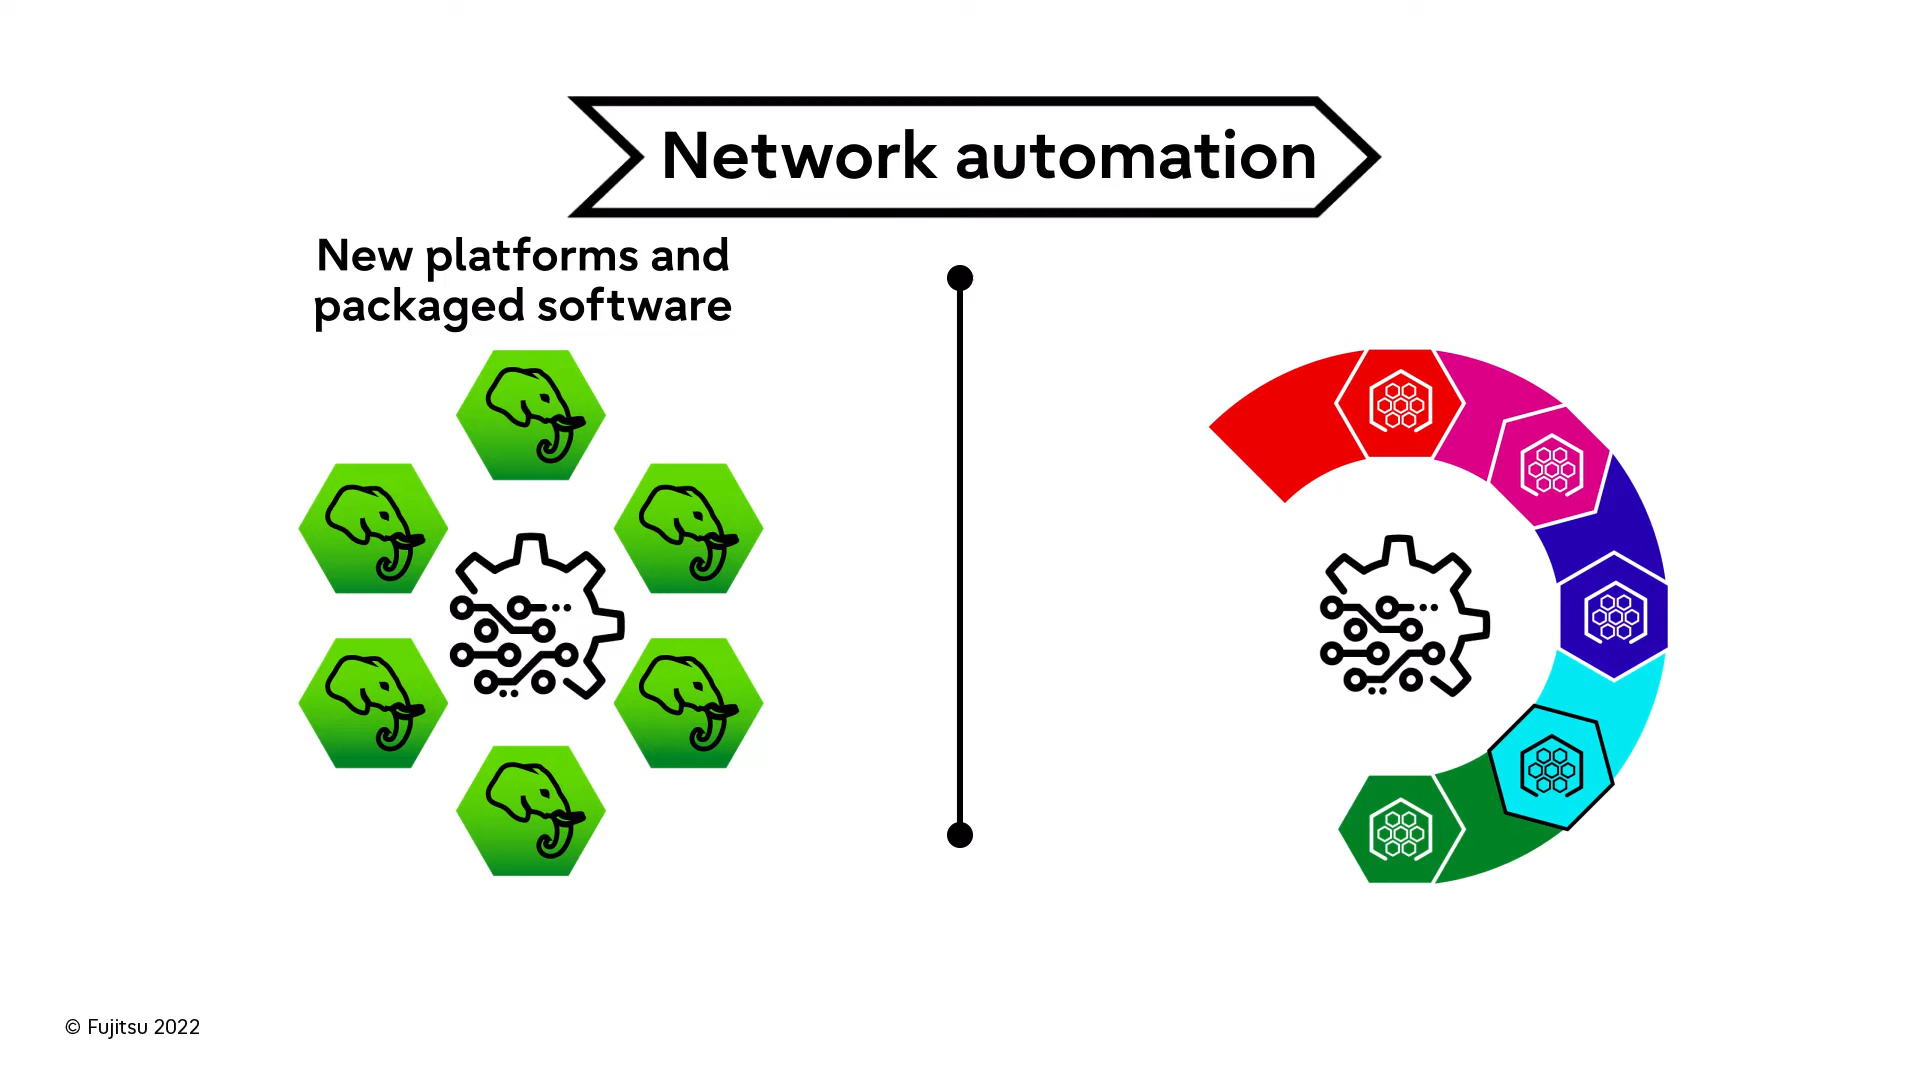 Network automation
New platforms and
packaged software
© Fujitsu 2022